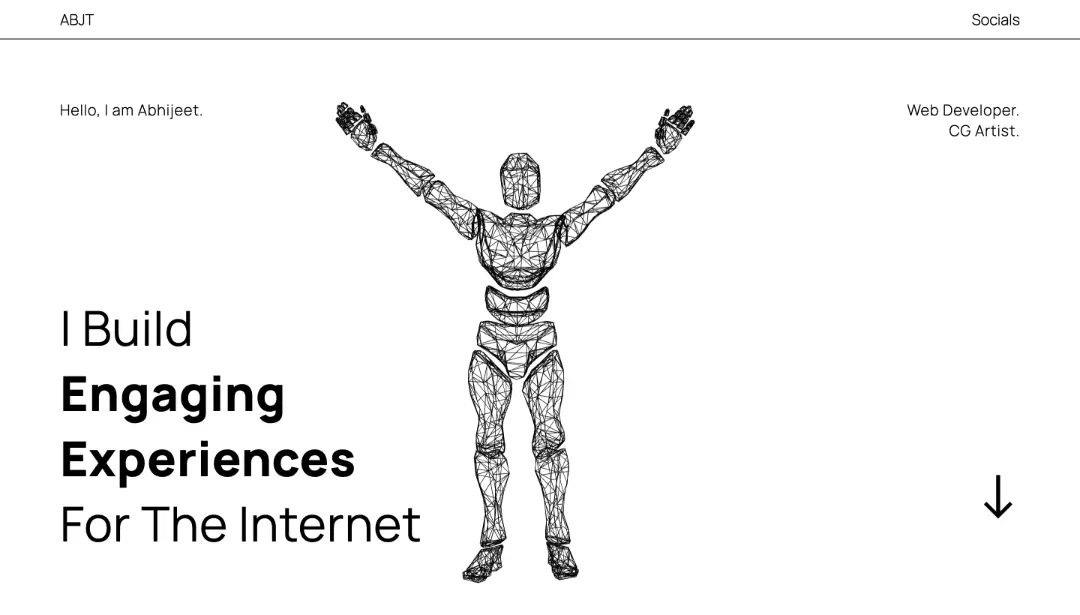 ABJT
Socials
Hello, I am Abhijeet.
Web Developer.
CG Artist.
I Build
Engaging
Experiences
For The Internet